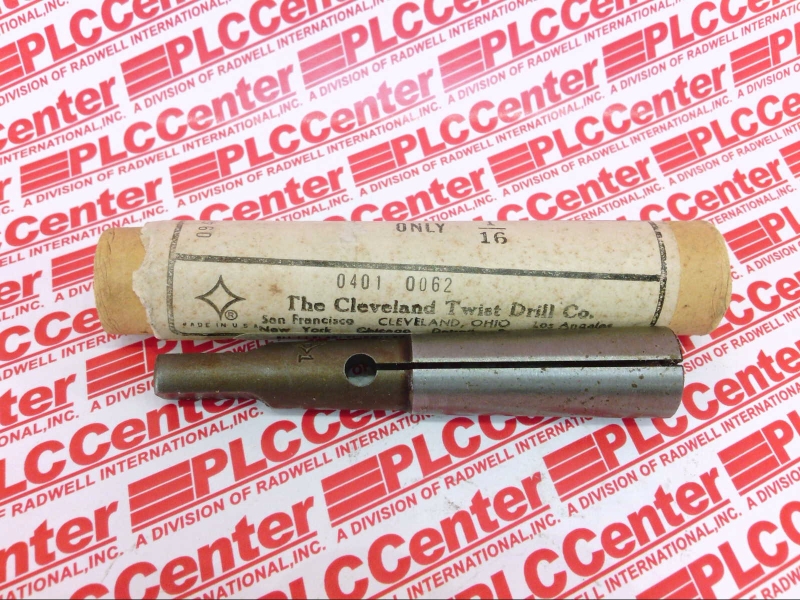 PLCCenter
A DIVISION OF RADWELL INTERNATIONAL, INC.
ONLY
16
0401 0062
®
MADE IN U.S.A.
The Cleveland Twist Drill Co.
San Francisco CLEVELAND, OHIO Los Angeles
New York Chicago